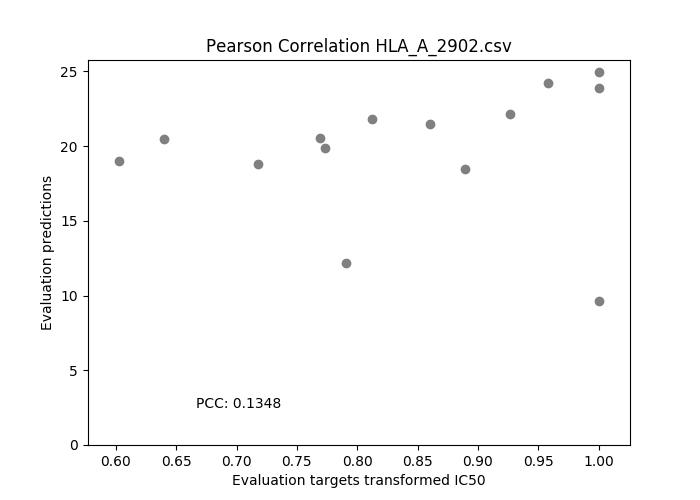 Pearson Correlation HLA_A_2902.csv
25
20
15
10
5
0
Evaluation predictions
PCC: 0.1348
0.60 0.65 0.70 0.75 0.80 0.85 0.90 0.95 1.00
Evaluation targets transformed IC50